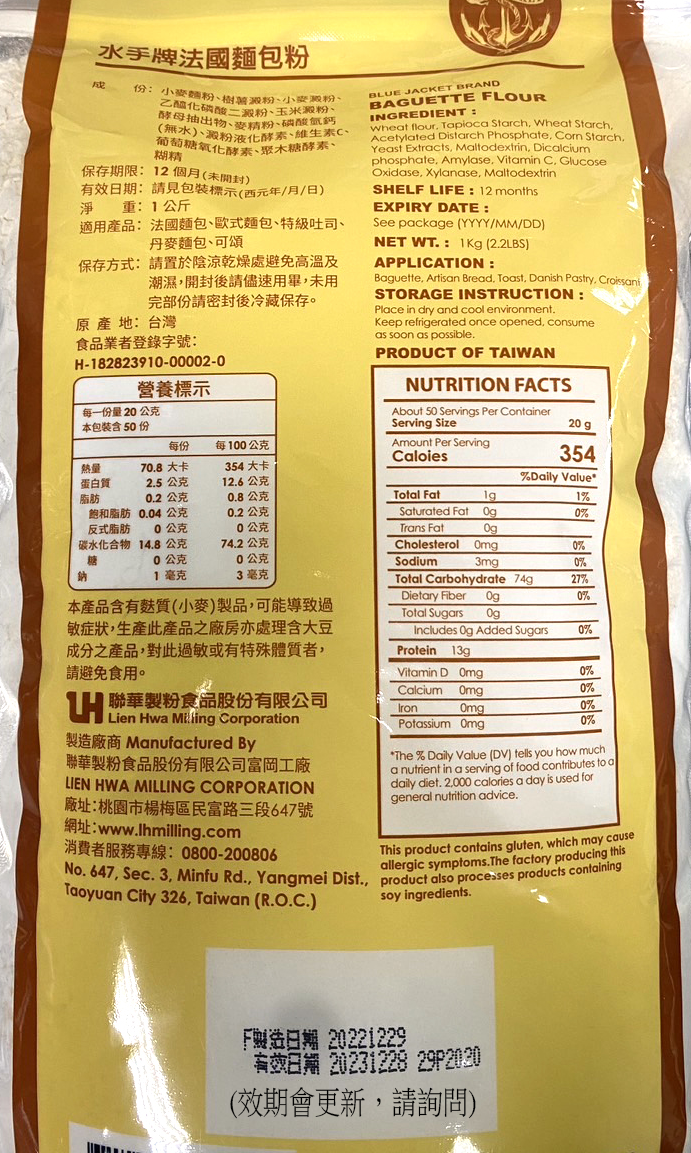 水手牌法國麵包粉
成 份：小麥麵粉、樹薯澱粉、小麥澱粉、
乙醯化磷酸二澱粉、玉米澱粉、
酵母抽出物、麥精粉、磷酸氫鈣
(無水)、澱粉液化酵素、維生素C、
葡萄糖氧化酵素、聚木糖酵素、
糊精
保存期限：12 個月(未開封)
有效日期：請見包裝標示(西元年/月/日)
淨 重：1 公斤
適用產品：法國麵包、歐式麵包、特級吐司、
丹麥麵包、可頌
保存方式：請置於陰涼乾燥處避免高溫及
潮濕，開封後請儘速用畢，未用
完部份請密封後冷藏保存。
原 產 地：台灣
食品業者登錄字號：
H-182823910-00002-0
營養標示
每一份量 20 公克
本包裝含 50 份
每份 每 100 公克
熱量 70.8 大卡 354 大卡
蛋白質 2.5 公克 12.6 公克
脂肪 0.2 公克 0.8 公克
飽和脂肪 0.04 公克 0.2 公克
反式脂肪 0 公克 0 公克
碳水化合物 14.8 公克 74.2 公克
糖 0 公克 0 公克
鈉 1 毫克 3 毫克
本產品含有麩質(小麥)製品，可能導致過
敏症狀，生產此產品之廠房亦處理含大豆
成分之產品，對此過敏或有特殊體質者，
請避免食用。
LH 聯華製粉食品股份有限公司
Lien Hwa Milling Corporation
製造廠商 Manufactured By
聯華製粉食品股份有限公司富岡工廠
LIEN HWA MILLING CORPORATION
廠址：桃園市楊梅區民富路三段647號
網址：www.lhmilling.com
消費者服務專線：0800-200806
No. 647, Sec. 3, Minfu Rd., Yangmei Dist.,
Taoyuan City 326, Taiwan (R.O.C.)
BLUE JACKET BRAND
BAGUETTE FLOUR
INGREDIENT :
Wheat flour, Tapioca Starch, Wheat Starch,
Acetylated Distarch Phosphate, Corn Starch,
Yeast Extracts, Maltodextrin, Dicalcium
phosphate, Amylase, Vitamin C, Glucose
Oxidase, Xylanase, Maltodextrin
SHELF LIFE : 12 months
EXPIRY DATE :
See package (YYYY/MM/DD)
NET WT. : 1Kg (2.2LBS)
APPLICATION :
Baguette, Artisan Bread, Toast, Danish Pastry, Croissant
STORAGE INSTRUCTION :
Place in dry and cool environment.
Keep refrigerated once opened, consume
as soon as possible.
PRODUCT OF TAIWAN
NUTRITION FACTS
About 50 Servings Per Container
Serving Size 20 g
Amount Per Serving
Caloies 354
%Daily Value*
Total Fat 1g 1%
Saturated Fat 0g 0%
Trans Fat 0g
Cholesterol 0mg 0%
Sodium 3mg 0%
Total Carbohydrate 74g 27%
Dietary Fiber 0g 0%
Total Sugars 0g
Includes 0g Added Sugars 0%
Protein 13g
Vitamin D 0mg 0%
Calcium 0mg 0%
Iron 0mg 0%
Potassium 0mg 0%
*The % Daily Value (DV) tells you how much
a nutrient in a serving of food contributes to a
daily diet. 2,000 calories a day is used for
general nutrition advice.
This product contains gluten, which may cause
allergic symptoms.The factory producing this
product also processes products containing
soy ingredients.
F製造日期 20221229
有效日期 20231228 29P2020
(效期會更新，請詢問)